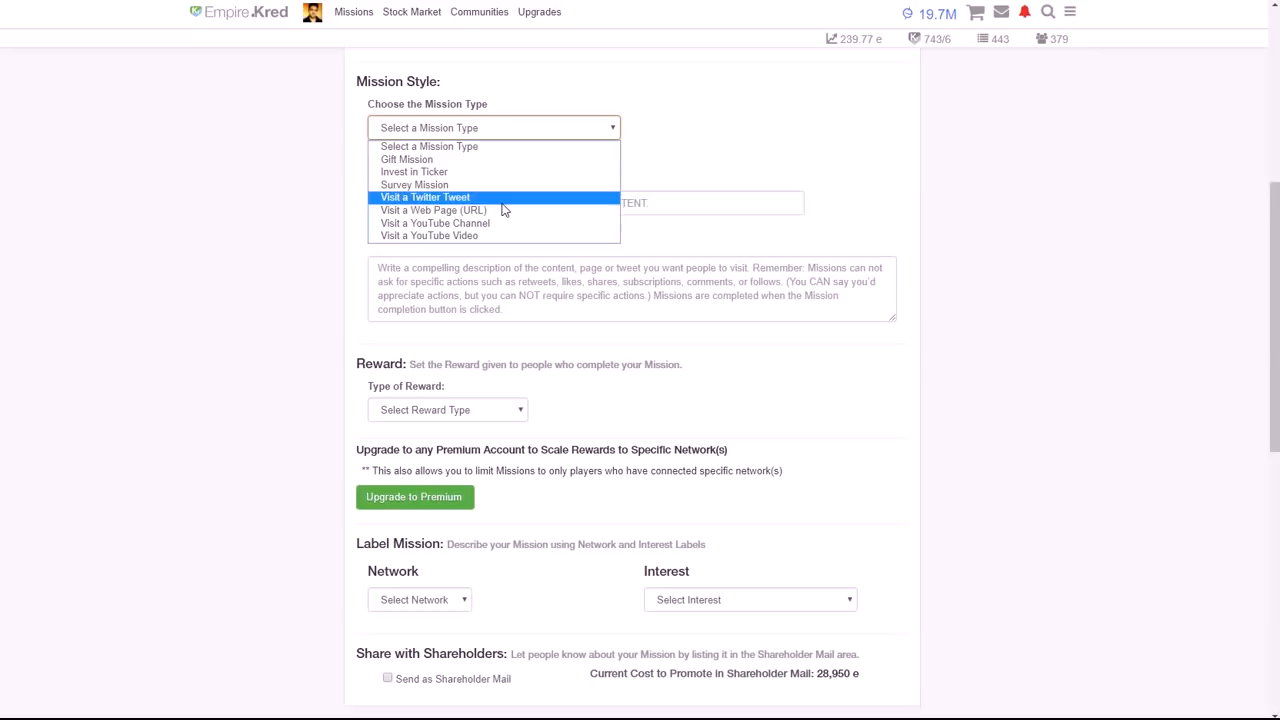 Empire.Kred Missions Stock Market Communities Upgrades 19.7M
239.77 e 743/6 443 379
Mission Style:
Choose the Mission Type
Select a Mission Type
Select a Mission Type
Gift Mission
Invest in Ticker
Survey Mission
Visit a Twitter Tweet
Visit a Web Page (URL)
Visit a YouTube Channel
Visit a YouTube Video
Write a compelling description of the content, page or tweet you want people to visit. Remember: Missions can not
ask for specific actions such as retweets, likes, shares, subscriptions, comments, or follows. (You CAN say you'd
appreciate actions, but you can NOT require specific actions.) Missions are completed when the Mission
completion button is clicked.
Reward: Set the Reward given to people who complete your Mission.
Type of Reward:
Select Reward Type
Upgrade to any Premium Account to Scale Rewards to Specific Network(s)
** This also allows you to limit Missions to only players who have connected specific network(s)
Upgrade to Premium
Label Mission: Describe your Mission using Network and Interest Labels
Network Interest
Select Network Select Interest
Share with Shareholders: Let people know about your Mission by listing it in the Shareholder Mail area.
Send as Shareholder Mail Current Cost to Promote in Shareholder Mail: 28,950 e